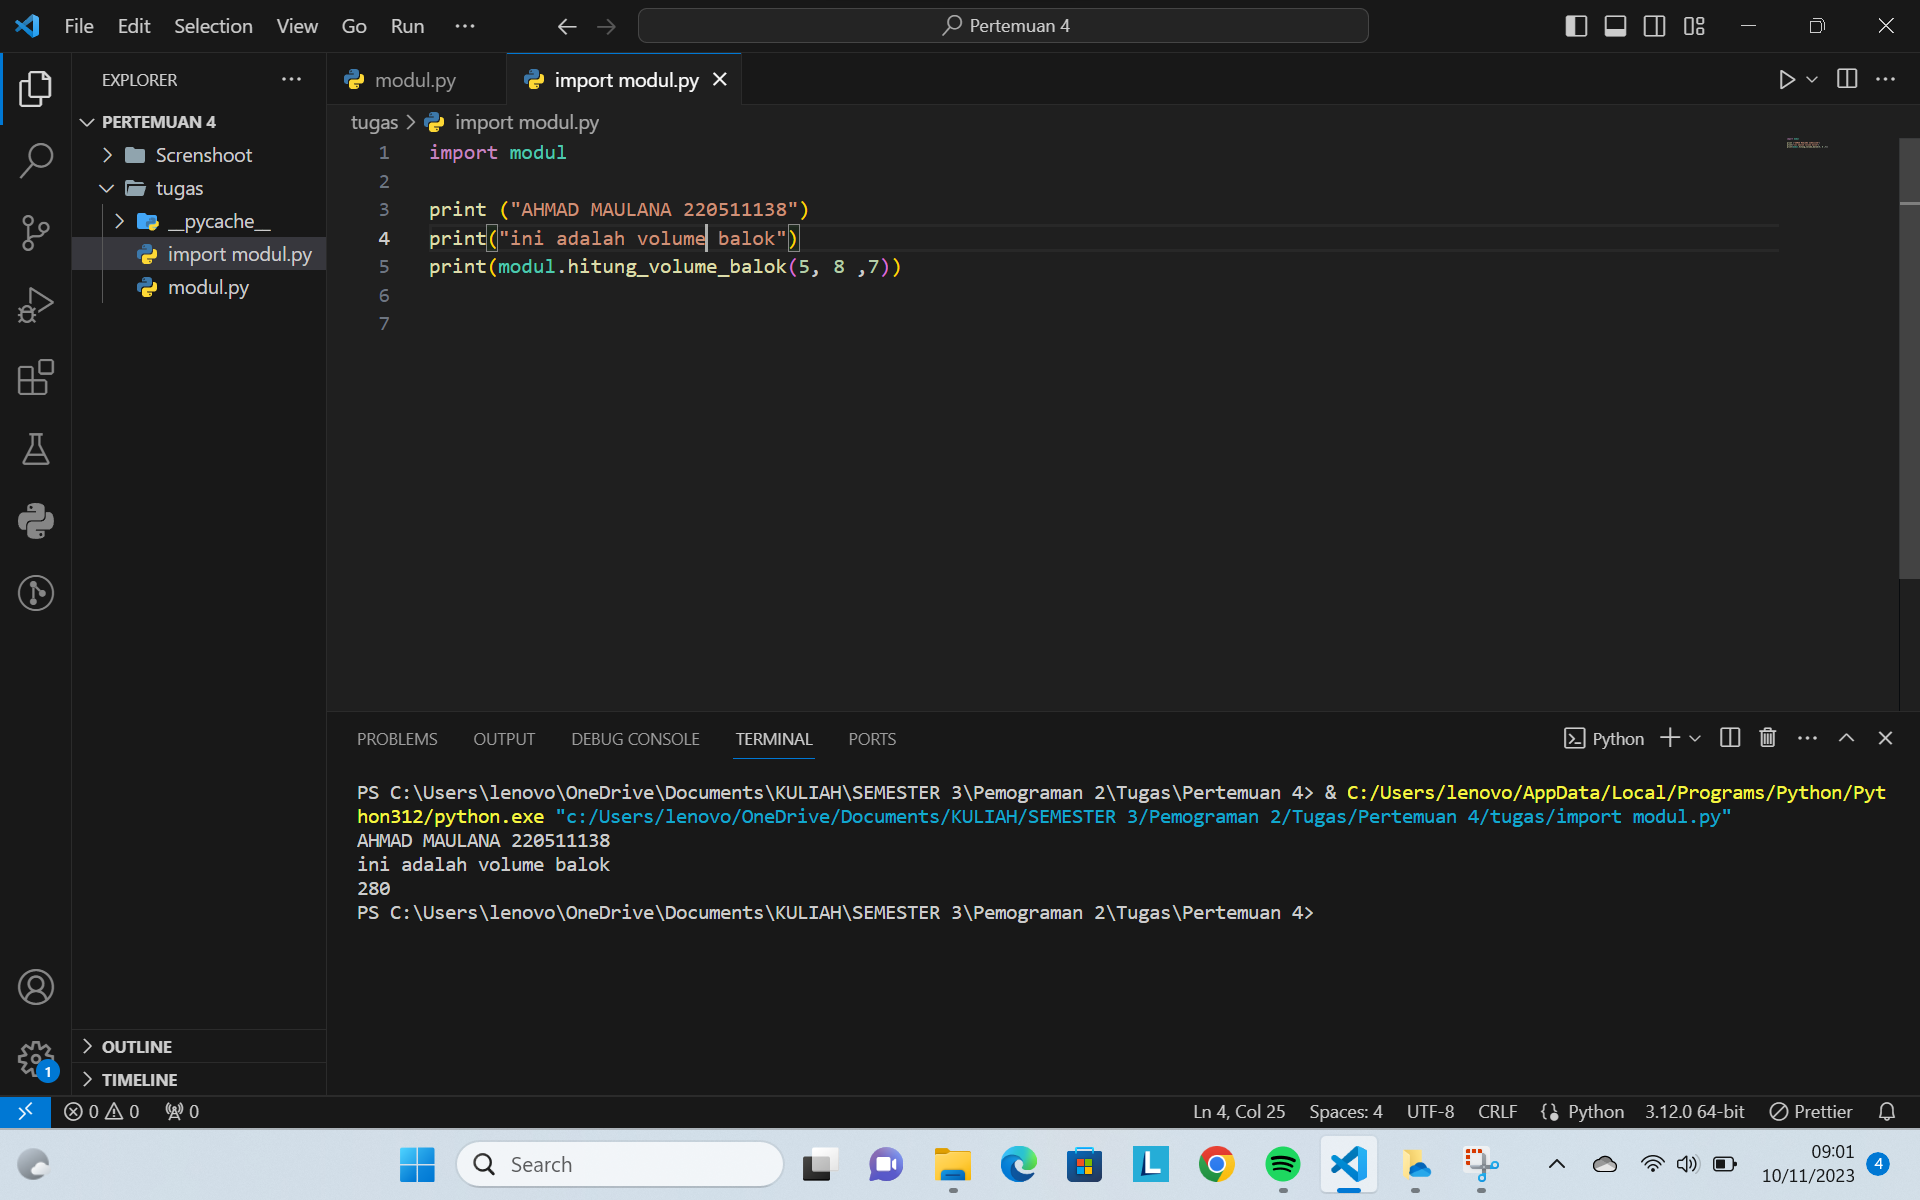 File Edit Selection View Go Run ··· Pertemuan 4
EXPLORER ···
PERTEMUAN 4
Screnshoot
tugas
__pycache__
import modul.py
modul.py
OUTLINE
TIMELINE
modul.py import modul.py
tugas > import modul.py
1 import modul
2
3 print ("AHMAD MAULANA 220511138")
4 print("ini adalah volume balok")
5 print(modul.hitung_volume_balok(5, 8 ,7))
6
7
PROBLEMS OUTPUT DEBUG CONSOLE TERMINAL PORTS Python
PS C:\Users\lenovo\OneDrive\Documents\KULIAH\SEMESTER 3\Pemograman 2\Tugas\Pertemuan 4> & C:/Users/lenovo/AppData/Local/Programs/Python/Pyt
hon312/python.exe "c:/Users/lenovo/OneDrive/Documents/KULIAH/SEMESTER 3/Pemograman 2/Tugas/Pertemuan 4/tugas/import modul.py"
AHMAD MAULANA 220511138
ini adalah volume balok
280
PS C:\Users\lenovo\OneDrive\Documents\KULIAH\SEMESTER 3\Pemograman 2\Tugas\Pertemuan 4>
1
0 0 0 Ln 4, Col 25 Spaces: 4 UTF-8 CRLF Python 3.12.0 64-bit Prettier
Search L
09:01
10/11/2023 4